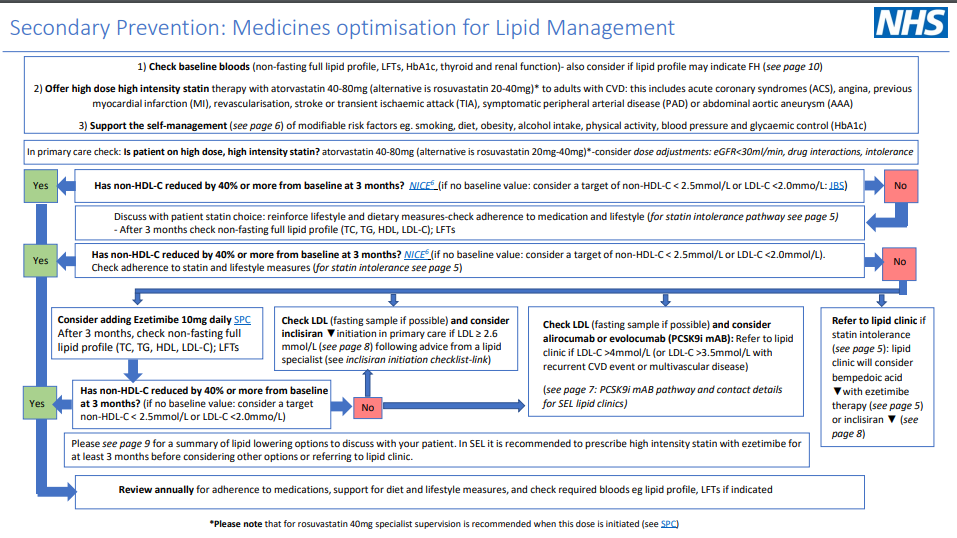 Secondary Prevention: Medicines optimisation for Lipid Management
NHS
1) Check baseline bloods (non-fasting full lipid profile, LFTs, HbA1c, thyroid and renal function)- also consider if lipid profile may indicate FH (see page 10)
2) Offer high dose high intensity statin therapy with atorvastatin 40-80mg (alternative is rosuvastatin 20-40mg)* to adults with CVD: this includes acute coronary syndromes (ACS), angina, previous
myocardial infarction (MI), revascularisation, stroke or transient ischaemic attack (TIA), symptomatic peripheral arterial disease (PAD) or abdominal aortic aneurysm (AAA)
3) Support the self-management (see page 6) of modifiable risk factors eg. smoking, diet, obesity, alcohol intake, physical activity, blood pressure and glycaemic control (HbA1c)
In primary care check: Is patient on high dose, high intensity statin? atorvastatin 40-80mg (alternative is rosuvastatin 20mg-40mg)*-consider dose adjustments: eGFR<30ml/min, drug interactions, intolerance
Yes
Has non-HDL-C reduced by 40% or more from baseline at 3 months? NICE6 (if no baseline value: consider a target of non-HDL-C < 2.5mmol/L or LDL-C <2.0mmo/L: JBS)
No
Discuss with patient statin choice: reinforce lifestyle and dietary measures-check adherence to medication and lifestyle (for statin intolerance pathway see page 5)
- After 3 months check non-fasting full lipid profile (TC, TG, HDL, LDL-C); LFTs
Yes
Has non-HDL-C reduced by 40% or more from baseline at 3 months? NICE6 (if no baseline value: consider a target of non-HDL-C < 2.5mmol/L or LDL-C <2.0mmo/L).
Check adherence to statin and lifestyle measures (for statin intolerance see page 5)
No
Consider adding Ezetimibe 10mg daily SPC
After 3 months, check non-fasting full
lipid profile (TC, TG, HDL, LDL-C); LFTs
Check LDL (fasting sample if possible) and consider
inclisiran ▼initiation in primary care if LDL ≥ 2.6
mmol/L (see page 8) following advice from a lipid
specialist (see inclisiran initiation checklist-link)
Check LDL (fasting sample if possible) and consider
alirocumab or evolocumab (PCSK9i mAB): Refer to lipid
clinic if LDL-C >4mmol/L (or LDL-C >3.5mmol/L with
recurrent CVD event or multivascular disease)
(see page 7: PCSK9i mAB pathway and contact details
for SEL lipid clinics)
Refer to lipid clinic if
statin intolerance
(see page 5): lipid
clinic will consider
bempedoic acid
▼with ezetimibe
therapy (see page 5)
or inclisiran ▼ (see
page 8)
Yes
Has non-HDL-C reduced by 40% or more from baseline
at 3 months? (if no baseline value: consider a target
non-HDL-C < 2.5mmol/L or LDL-C <2.0mmo/L)
No
Please see page 9 for a summary of lipid lowering options to discuss with your patient. In SEL it is recommended to prescribe high intensity statin with ezetimibe for
at least 3 months before considering other options or referring to lipid clinic.
Review annually for adherence to medications, support for diet and lifestyle measures, and check required bloods eg lipid profile, LFTs if indicated
*Please note that for rosuvastatin 40mg specialist supervision is recommended when this dose is initiated (see SPC)